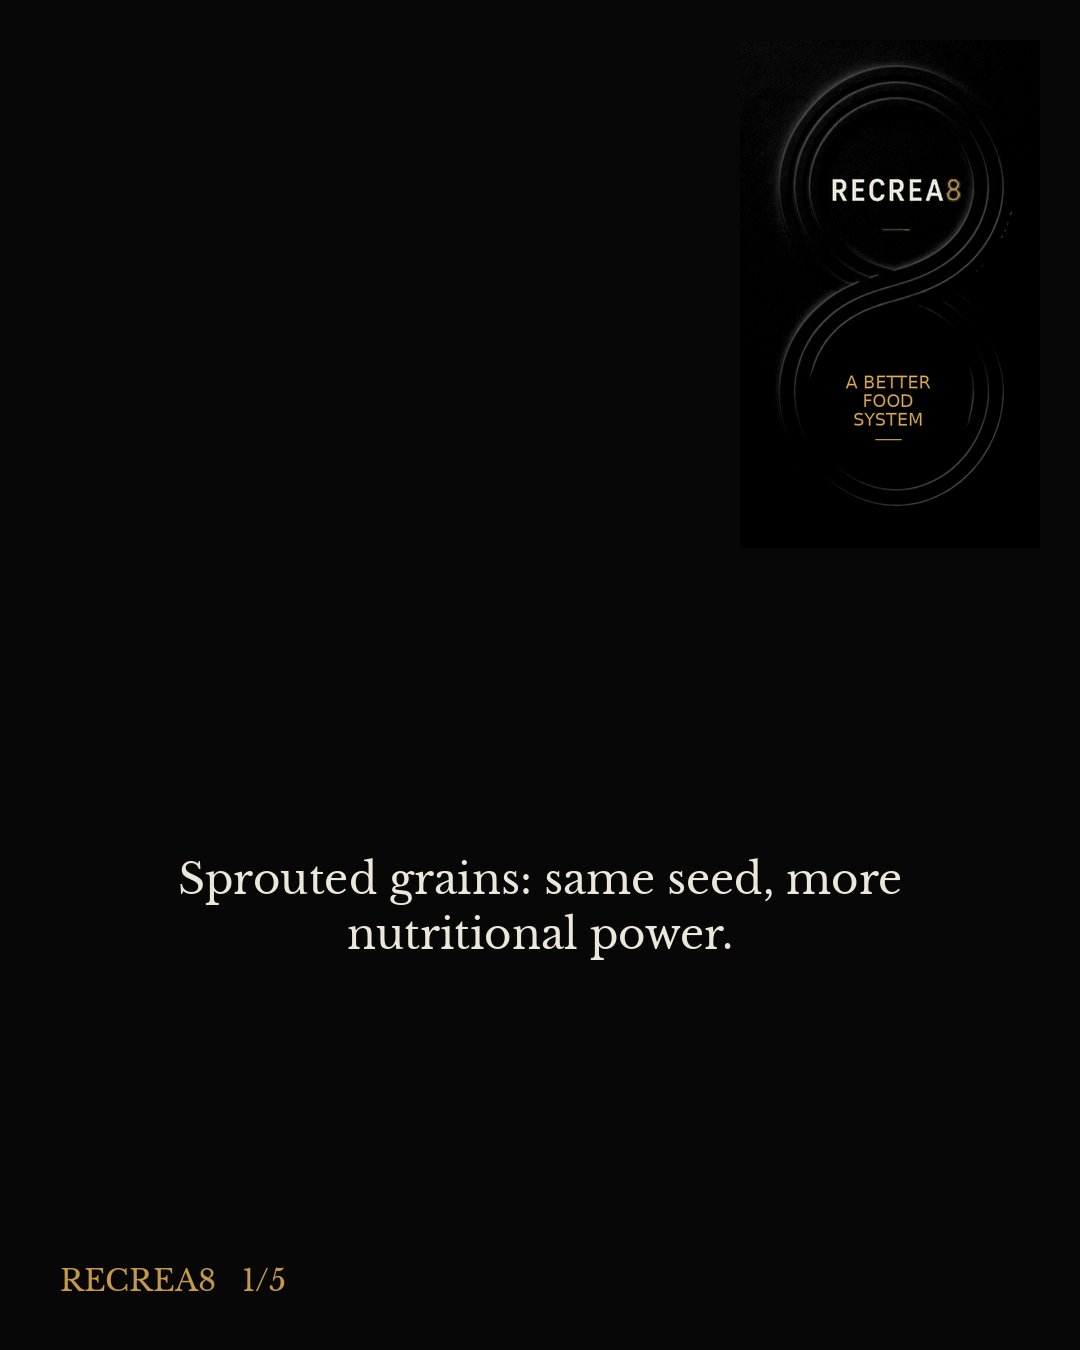 RECREA8
A BETTER
FOOD
SYSTEM
Sprouted grains: same seed, more
nutritional power.
RECREA8 1/5